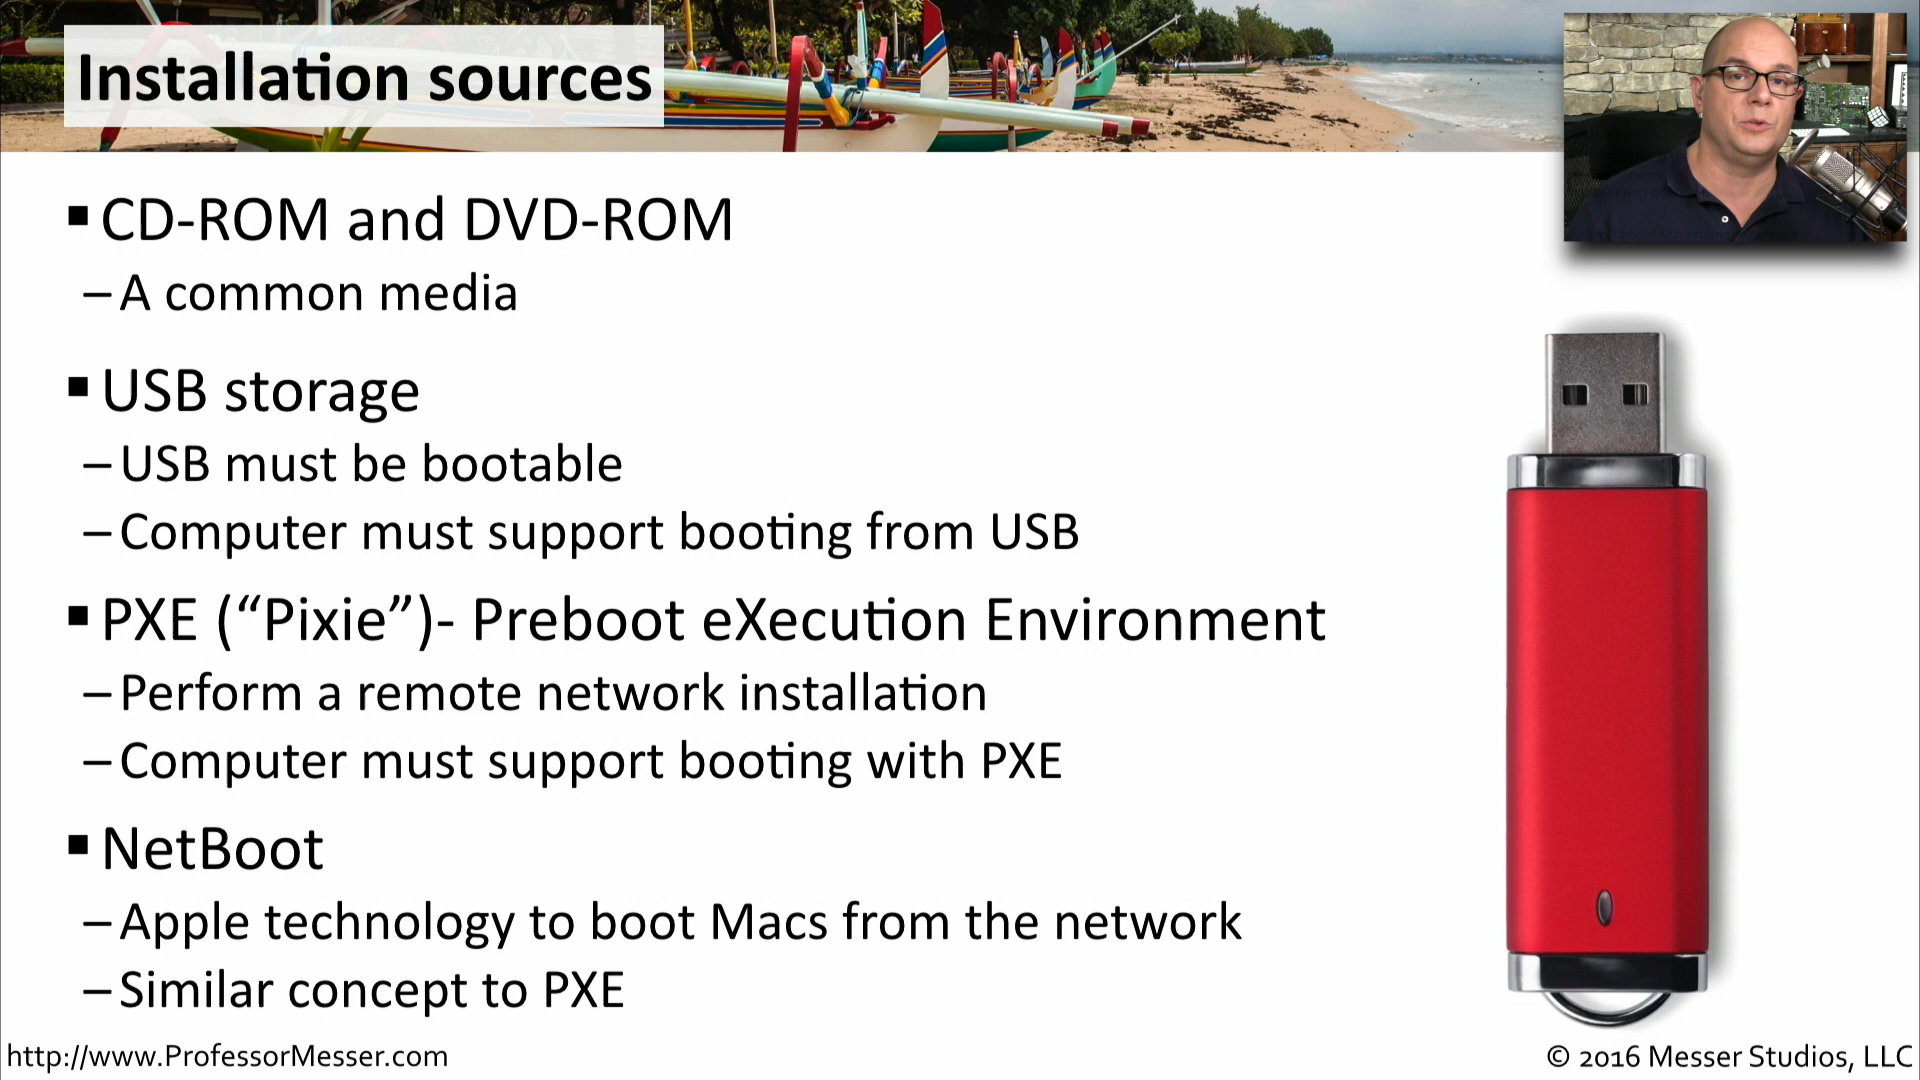 Installation sources
▪ CD-ROM and DVD-ROM
– A common media
▪ USB storage
– USB must be bootable
– Computer must support booting from USB
▪ PXE (“Pixie”)- Preboot eXecution Environment
– Perform a remote network installation
– Computer must support booting with PXE
▪ NetBoot
– Apple technology to boot Macs from the network
– Similar concept to PXE
http://www.ProfessorMesser.com
© 2016 Messer Studios, LLC